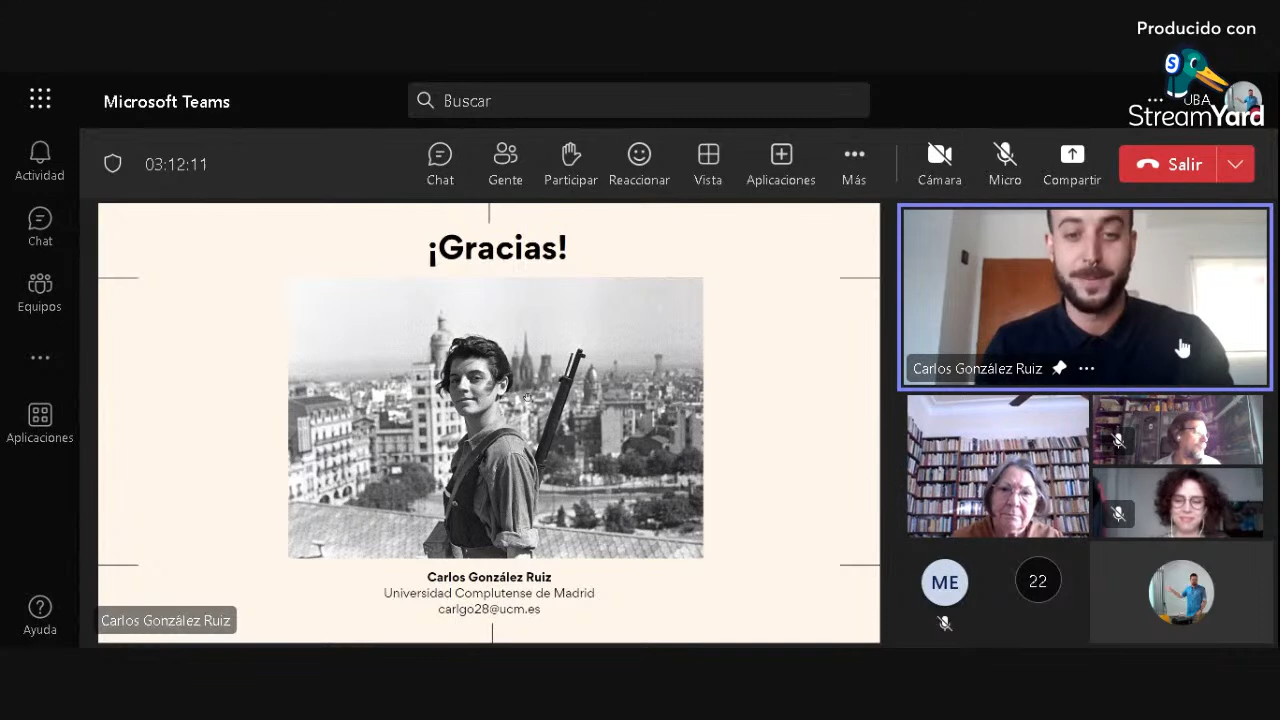 Producido con
StreamYard
Microsoft Teams
Buscar
UBA
03:12:11
Chat
Gente
Participar
Reaccionar
Vista
Aplicaciones
Más
Cámara
Micro
Compartir
Salir
Actividad
Chat
Equipos
Aplicaciones
Ayuda
¡Gracias!
Carlos González Ruiz
Universidad Complutense de Madrid
carlgo28@ucm.es
Carlos González Ruiz
Carlos González Ruiz
ME
22